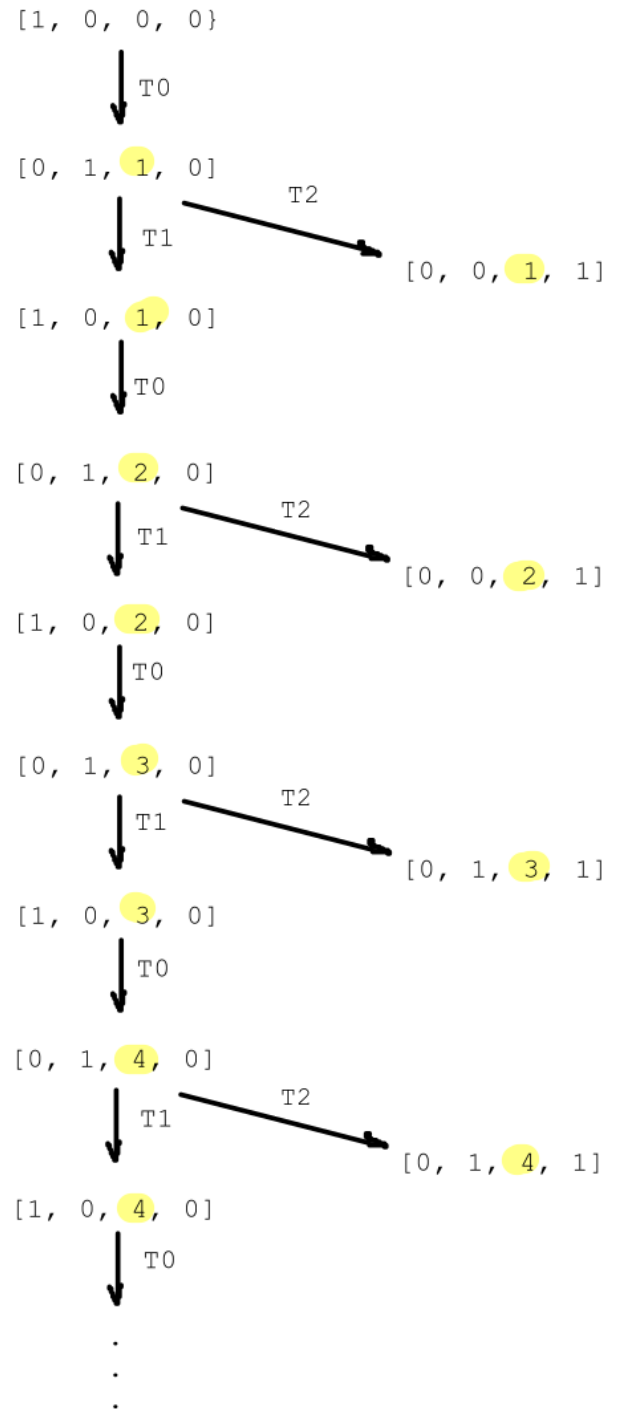 [1, 0, 0, 0}
T0
[0, 1, 1, 0]
T2
T1
[0, 0, 1, 1]
[1, 0, 1, 0]
T0
[0, 1, 2, 0]
T2
T1
[0, 0, 2, 1]
[1, 0, 2, 0]
T0
[0, 1, 3, 0]
T2
T1
[0, 1, 3, 1]
[1, 0, 3, 0]
T0
[0, 1, 4, 0]
T2
T1
[0, 1, 4, 1]
[1, 0, 4, 0]
T0
.
.
.